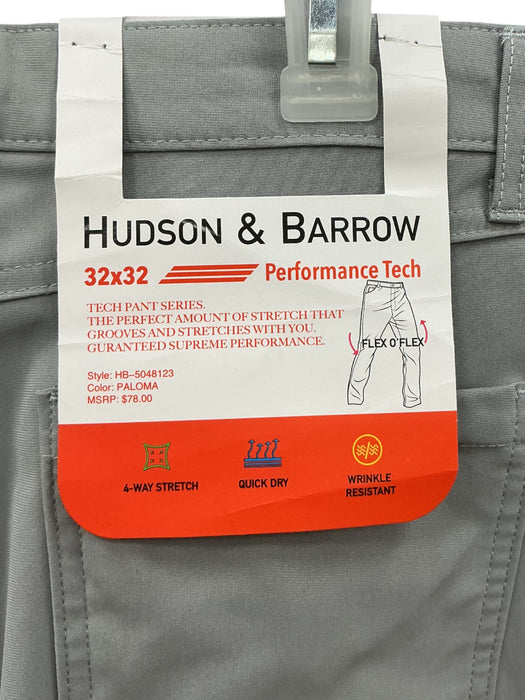 HUDSON & BARROW
32x32 Performance Tech
TECH PANT SERIES.
THE PERFECT AMOUNT OF STRETCH THAT
GROOVES AND STRETCHES WITH YOU.
GURANTEED SUPREME PERFORMANCE.
FLEX O FLEX
Style: HB-5048123
Color: PALOMA
MSRP: $78.00
4-WAY STRETCH
QUICK DRY
WRINKLE
RESISTANT